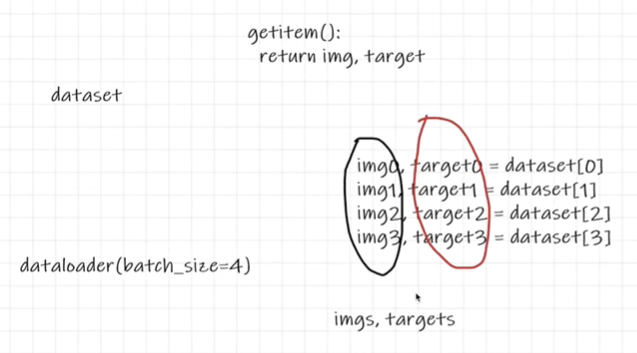 getitem():
return img, target
dataset
img0, target0 = dataset[0]
img1, target1 = dataset[1]
img2, target2 = dataset[2]
img3, target3 = dataset[3]
dataloader(batch_size=4)
imgs, targets